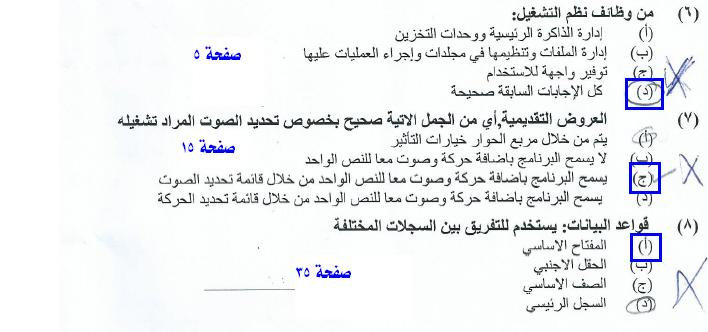 (٦) من وظائف نظم التشغيل:
(أ) إدارة الذاكرة الرئيسية ووحدات التخزين
(ب) إدارة الملفات وتنظيمها في مجلدات وإجراء العمليات عليها صفحة ٥
(ج) توفير واجهة للاستخدام
(د) كل الإجابات السابقة صحيحة
(٧) العروض التقديمية,أي من الجمل الاتية صحيح بخصوص تحديد الصوت المراد تشغيله
(أ) يتم من خلال مربع الحوار خيارات التأثير صفحة ١٥
(ب) لا يسمح البرنامج باضافة حركة وصوت معا للنص الواحد
(ج) يسمح البرنامج باضافة حركة وصوت معا للنص الواحد من خلال قائمة تحديد الصوت
(د) يسمح البرنامج باضافة حركة وصوت معا للنص الواحد من خلال قائمة تحديد الحركة
(٨) قواعد البيانات: يستخدم للتفريق بين السجلات المختلفة
(أ) المفتاح الاساسي
(ب) الحقل الاجنبي صفحة ٣٥
(ج) الصف الاساسي
(د) السجل الرئيسي